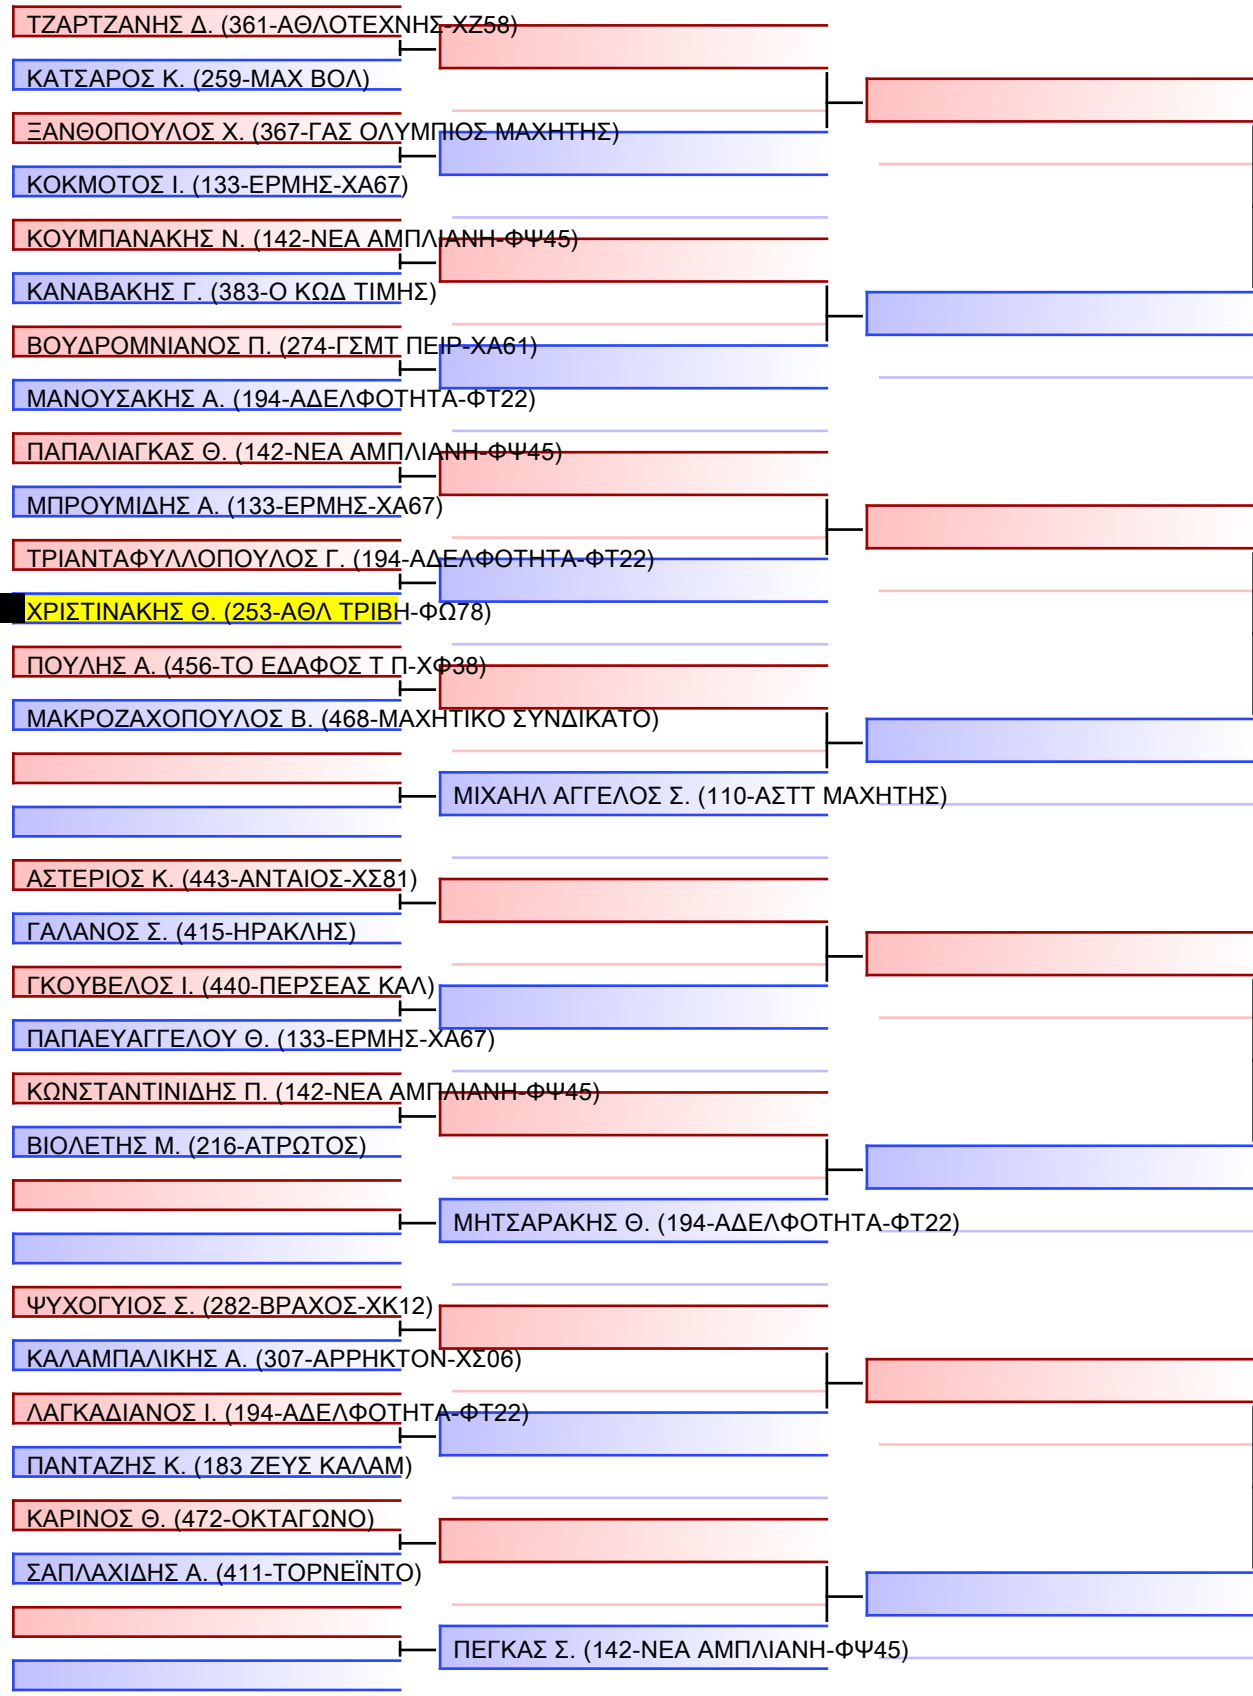 ΤΖΑΡΤΖΑΝΗΣ Δ. (361-ΑΘΛΟΤΕΧΝΗΣ-ΧΖ58)
ΚΑΤΣΑΡΟΣ Κ. (259-ΜΑΧ ΒΟΛ)
ΞΑΝΘΟΠΟΥΛΟΣ Χ. (367-ΓΑΣ ΟΛΥΜΠΙΟΣ ΜΑΧΗΤΗΣ)
ΚΟΚΜΟΤΟΣ Ι. (133-ΕΡΜΗΣ-ΧΑ67)
ΚΟΥΜΠΑΝΑΚΗΣ Ν. (142-ΝΕΑ ΑΜΠΛΙΑΝΗ-ΦΨ45)
ΚΑΝΑΒΑΚΗΣ Γ. (383-Ο ΚΩΔ ΤΙΜΗΣ)
ΒΟΥΔΡΟΜΝΙΑΝΟΣ Π. (274-ΓΣΜΤ ΠΕΙΡ-ΧΑ61)
ΜΑΝΟΥΣΑΚΗΣ Α. (194-ΑΔΕΛΦΟΤΗΤΑ-ΦΤ22)
ΠΑΠΑΛΙΑΓΚΑΣ Θ. (142-ΝΕΑ ΑΜΠΛΙΑΝΗ-ΦΨ45)
ΜΠΡΟΥΜΙΔΗΣ Α. (133-ΕΡΜΗΣ-ΧΑ67)
ΤΡΙΑΝΤΑΦΥΛΛΟΠΟΥΛΟΣ Γ. (194-ΑΔΕΛΦΟΤΗΤΑ-ΦΤ22)
ΧΡΙΣΤΙΝΑΚΗΣ Θ. (253-ΑΘΛ ΤΡΙΒΗ-ΦΩ78)
ΠΟΥΛΗΣ Α. (456-ΤΟ ΕΔΑΦΟΣ Τ Π-ΧΦ38)
ΜΑΚΡΟΖΑΧΟΠΟΥΛΟΣ Β. (468-ΜΑΧΗΤΙΚΟ ΣΥΝΔΙΚΑΤΟ)
ΜΙΧΑΗΛ ΑΓΓΕΛΟΣ Σ. (110-ΑΣΤΤ ΜΑΧΗΤΗΣ)
ΑΣΤΕΡΙΟΣ Κ. (443-ΑΝΤΑΙΟΣ-ΧΣ81)
ΓΑΛΑΝΟΣ Σ. (415-ΗΡΑΚΛΗΣ)
ΓΚΟΥΒΕΛΟΣ Ι. (440-ΠΕΡΣΕΑΣ ΚΑΛ)
ΠΑΠΑΕΥΑΓΓΕΛΟΥ Θ. (133-ΕΡΜΗΣ-ΧΑ67)
ΚΩΝΣΤΑΝΤΙΝΙΔΗΣ Π. (142-ΝΕΑ ΑΜΠΛΙΑΝΗ-ΦΨ45)
ΒΙΟΛΕΤΗΣ Μ. (216-ΑΤΡΩΤΟΣ)
ΜΗΤΣΑΡΑΚΗΣ Θ. (194-ΑΔΕΛΦΟΤΗΤΑ-ΦΤ22)
ΨΥΧΟΓΥΙΟΣ Σ. (282-ΒΡΑΧΟΣ-ΧΚ12)
ΚΑΛΑΜΠΑΛΙΚΗΣ Α. (307-ΑΡΡΗΚΤΟΝ-ΧΣ06)
ΛΑΓΚΑΔΙΑΝΟΣ Ι. (194-ΑΔΕΛΦΟΤΗΤΑ-ΦΤ22)
ΠΑΝΤΑΖΗΣ Κ. (183 ΖΕΥΣ ΚΑΛΑΜ)
ΚΑΡΙΝΟΣ Θ. (472-ΟΚΤΑΓΩΝΟ)
ΣΑΠΛΑΧΙΔΗΣ Α. (411-ΤΟΡΝΕΪΝΤΟ)
ΠΕΓΚΑΣ Σ. (142-ΝΕΑ ΑΜΠΛΙΑΝΗ-ΦΨ45)